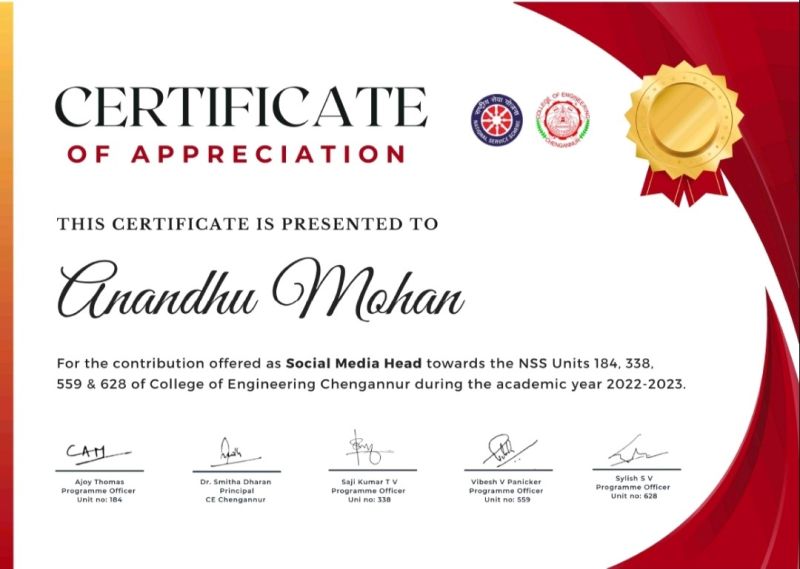 CERTIFICATE
OF APPRECIATION
राष्ट्रीय सेवा योजना
NATIONAL SERVICE SCHEME
COLLEGE OF ENGINEERING
CHENGANNUR
THIS CERTIFICATE IS PRESENTED TO
Anandhu Mohan
For the contribution offered as Social Media Head towards the NSS Units 184, 338,
559 & 628 of College of Engineering Chengannur during the academic year 2022-2023.
Ajoy Thomas
Programme Officer
Unit no: 184
Dr. Smitha Dharan
Principal
CE Chengannur
Saji Kumar T V
Programme Officer
Uni no: 338
Vibesh V Panicker
Programme Officer
Unit no: 559
Sylish S V
Programme Officer
Unit no: 628